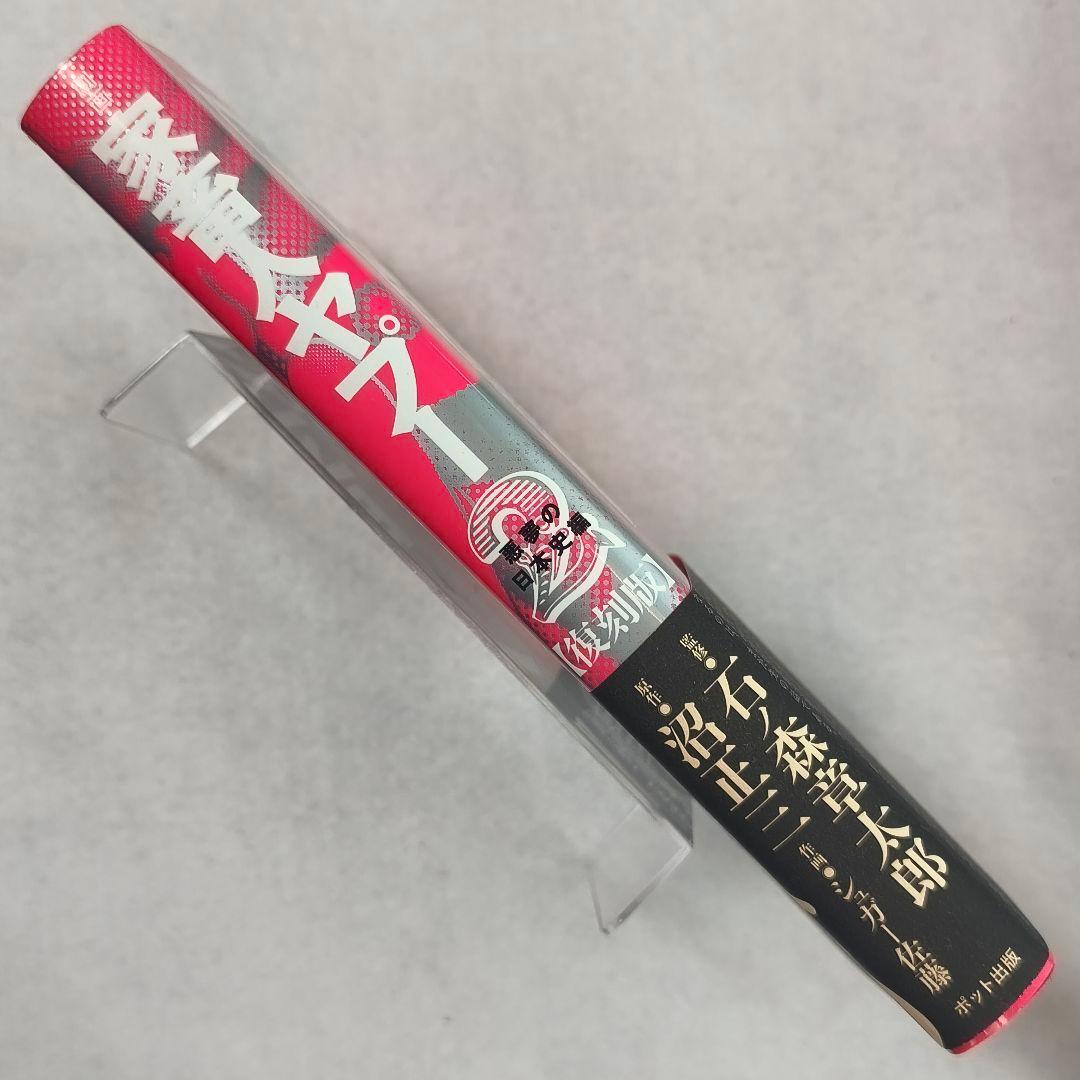 劇画
家畜人ヤプー
2
悪夢の
日本史編
【復刻版】
監修●石ノ森章太郎
原作●沼正三
作画●シュガー佐藤
ポット出版